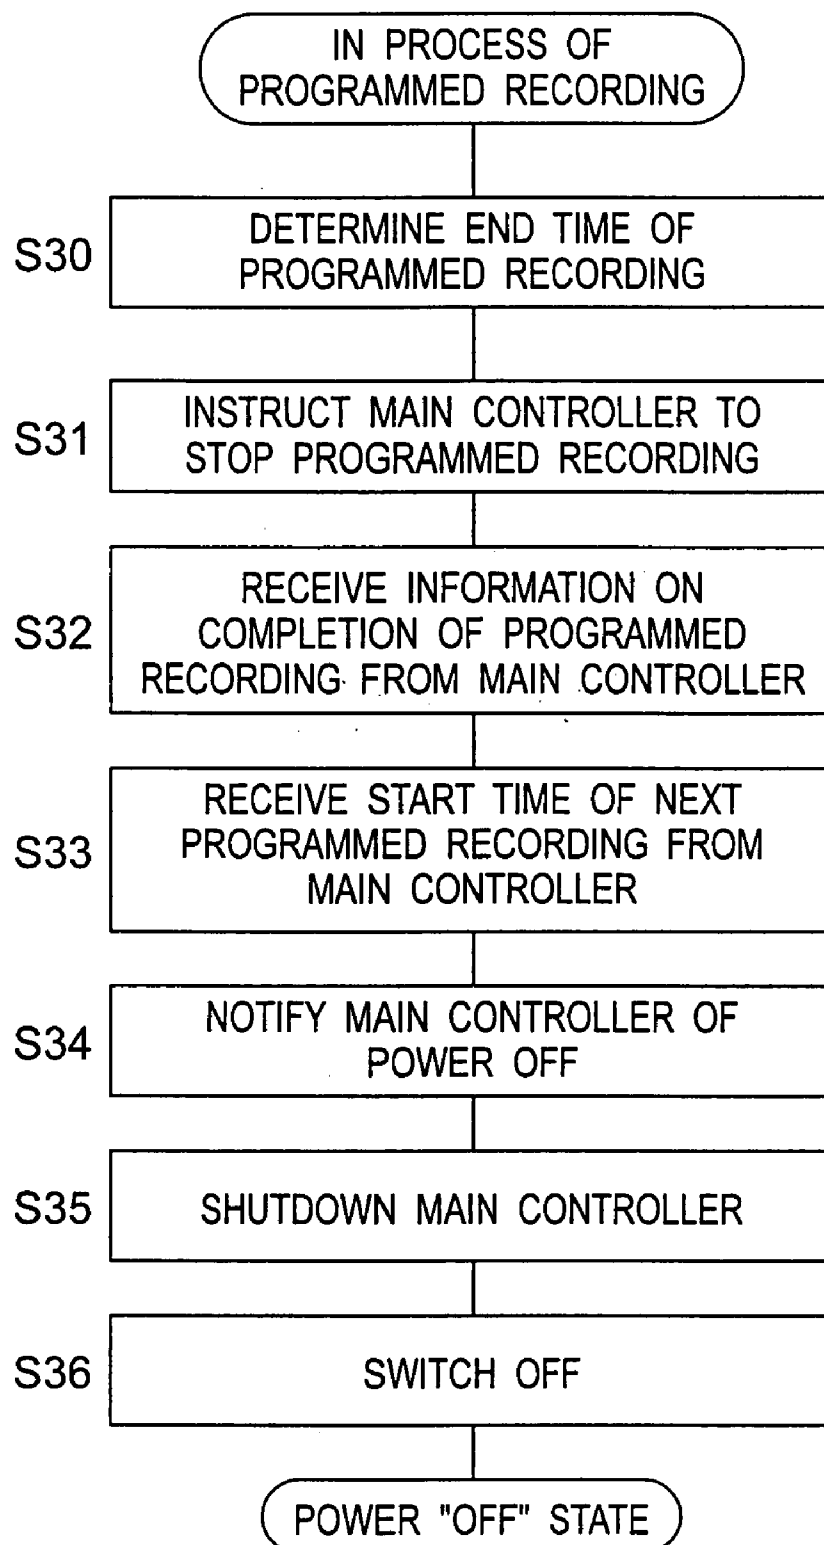 IN PROCESS OF
PROGRAMMED RECORDING
S30
DETERMINE END TIME OF
PROGRAMMED RECORDING
S31
INSTRUCT MAIN CONTROLLER TO
STOP PROGRAMMED RECORDING
S32
RECEIVE INFORMATION ON
COMPLETION OF PROGRAMMED
RECORDING FROM MAIN CONTROLLER
S33
RECEIVE START TIME OF NEXT
PROGRAMMED RECORDING FROM
MAIN CONTROLLER
S34
NOTIFY MAIN CONTROLLER OF
POWER OFF
S35
SHUTDOWN MAIN CONTROLLER
S36
SWITCH OFF
POWER "OFF" STATE